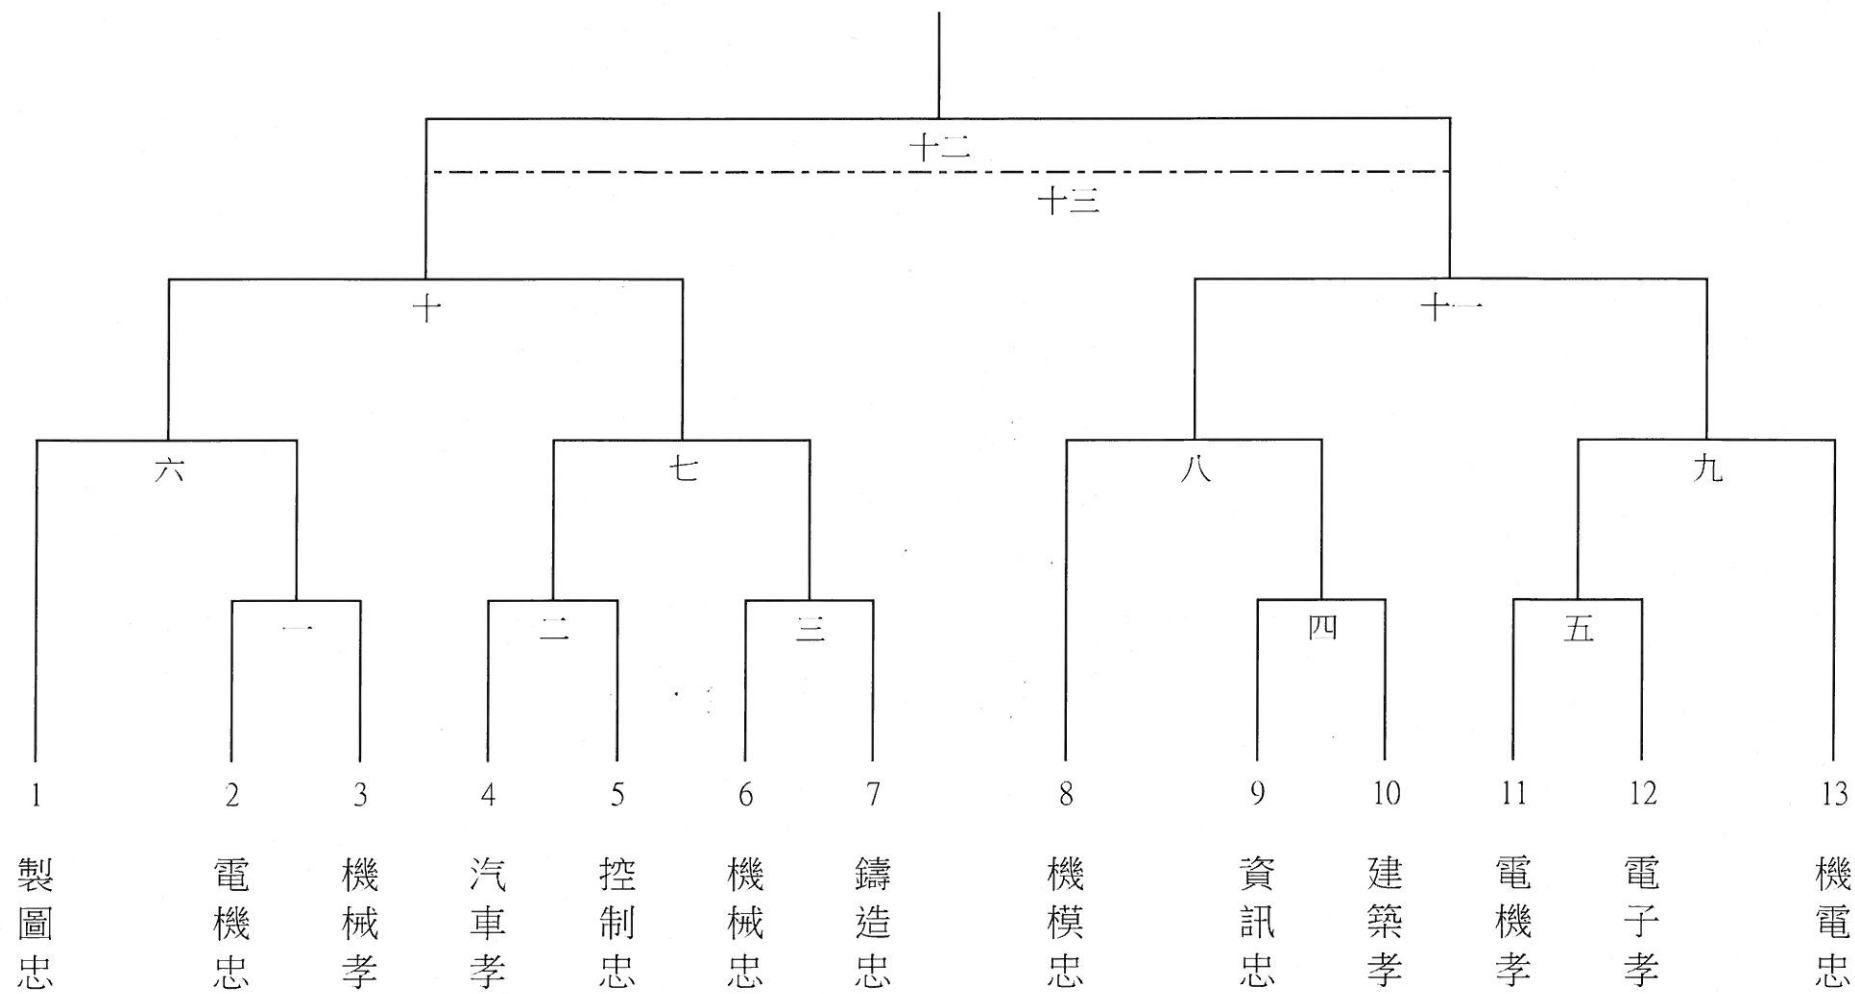 十二
十三
十
十一
六
七
八
九
一
二
三
四
五
1
2
3
4
5
6
7
8
9
10
11
12
13
製圖忠
電機忠
機械孝
汽車孝
控制忠
機械忠
鑄造忠
機模忠
資訊忠
建築孝
電機孝
電子孝
機電忠